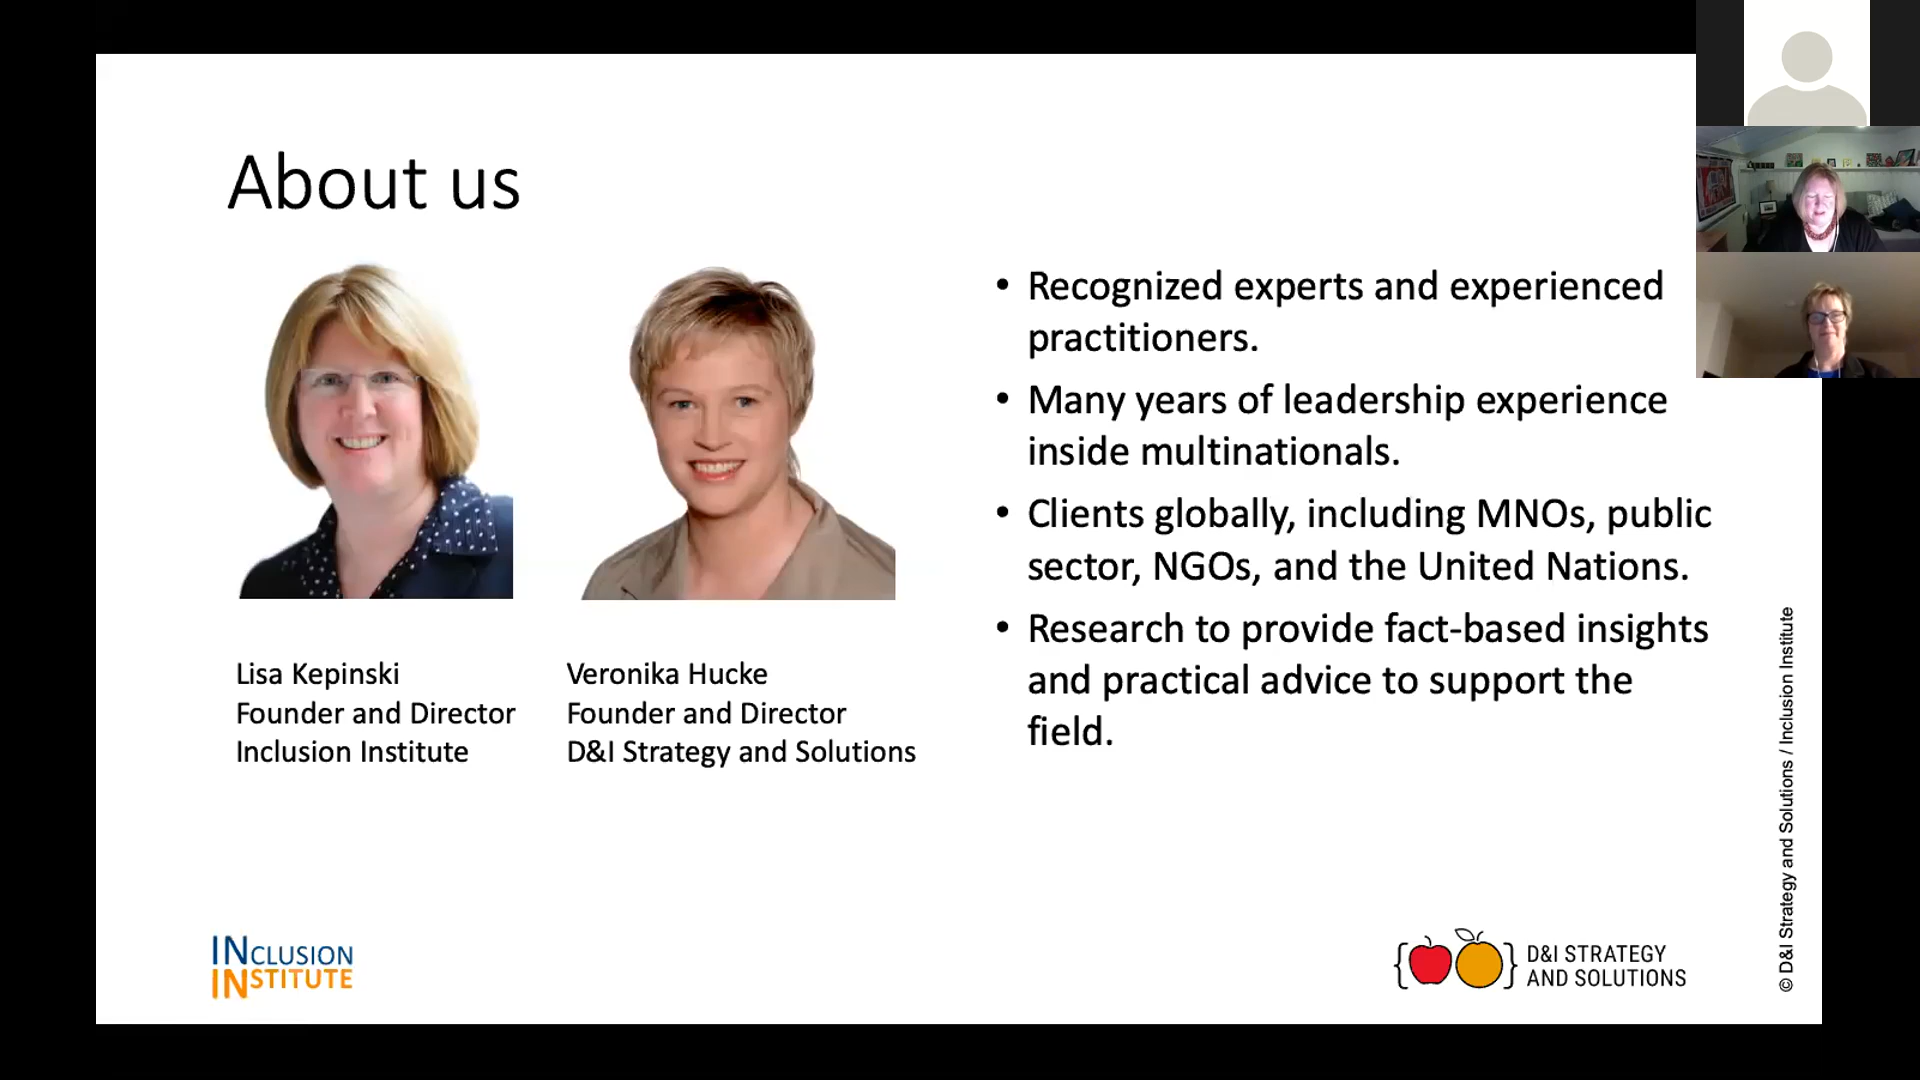 About us
Lisa Kepinski
Founder and Director
Inclusion Institute
Veronika Hucke
Founder and Director
D&I Strategy and Solutions
• Recognized experts and experienced
practitioners.
• Many years of leadership experience
inside multinationals.
• Clients globally, including MNOs, public
sector, NGOs, and the United Nations.
• Research to provide fact-based insights
and practical advice to support the
field.
© D&I Strategy and Solutions / Inclusion Institute
INCLUSION
INSTITUTE
D&I STRATEGY
AND SOLUTIONS